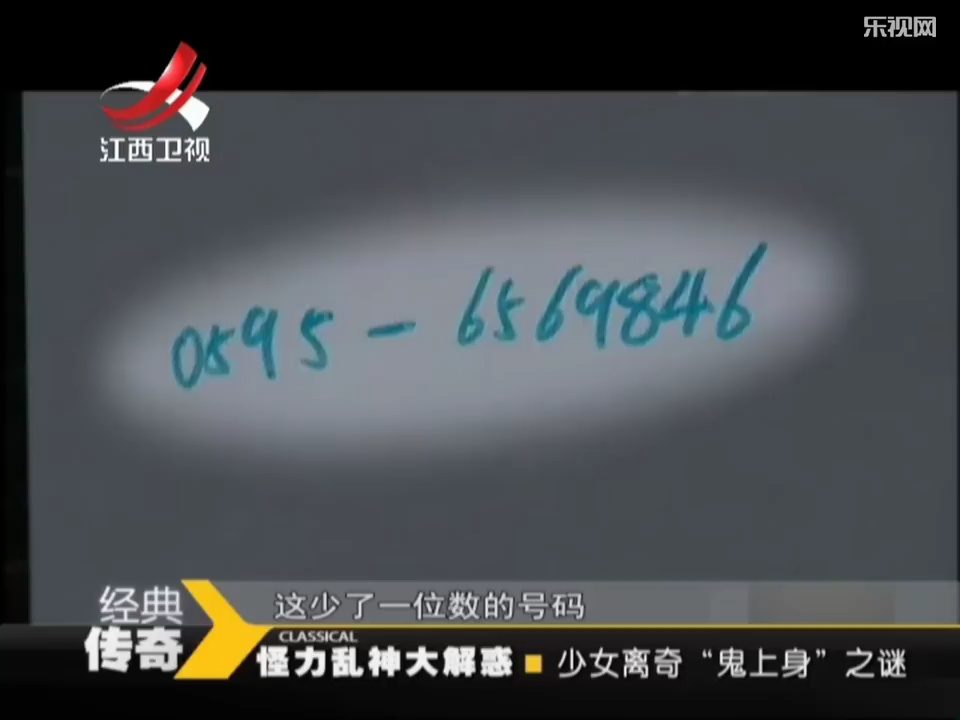 乐视网
江西卫视
0595-6569846
这少了一位数的号码
经典
传奇
CLASSICAL
怪力乱神大解惑 ■ 少女离奇“鬼上身”之谜